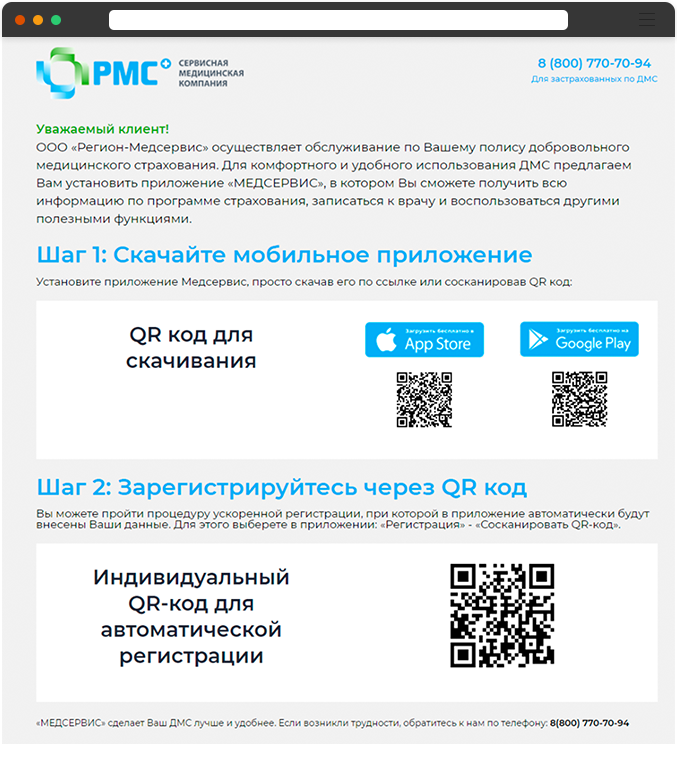 РМС
СЕРВИСНАЯ
МЕДИЦИНСКАЯ
КОМПАНИЯ
8 (800) 770-70-94
Для застрахованных по ДМС
Уважаемый клиент!
ООО «Регион-Медсервис» осуществляет обслуживание по Вашему полису добровольного
медицинского страхования. Для комфортного и удобного использования ДМС предлагаем
Вам установить приложение «МЕДСЕРВИС», в котором Вы сможете получить всю
информацию по программе страхования, записаться к врачу и воспользоваться другими
полезными функциями.
Шаг 1: Скачайте мобильное приложение
Установите приложение Медсервис, просто скачав его по ссылке или сосканировав QR код:
QR код для
скачивания
Загрузить бесплатно в
App Store
Загрузить бесплатно на
Google Play
Шаг 2: Зарегистрируйтесь через QR код
Вы можете пройти процедуру ускоренной регистрации, при которой в приложение автоматически будут
внесены Ваши данные. Для этого выберете в приложении: «Регистрация» - «Сосканировать QR-код».
Индивидуальный
QR-код для
автоматической
регистрации
«МЕДСЕРВИС» сделает Ваш ДМС лучше и удобнее. Если возникли трудности, обратитесь к нам по телефону: 8(800) 770-70-94